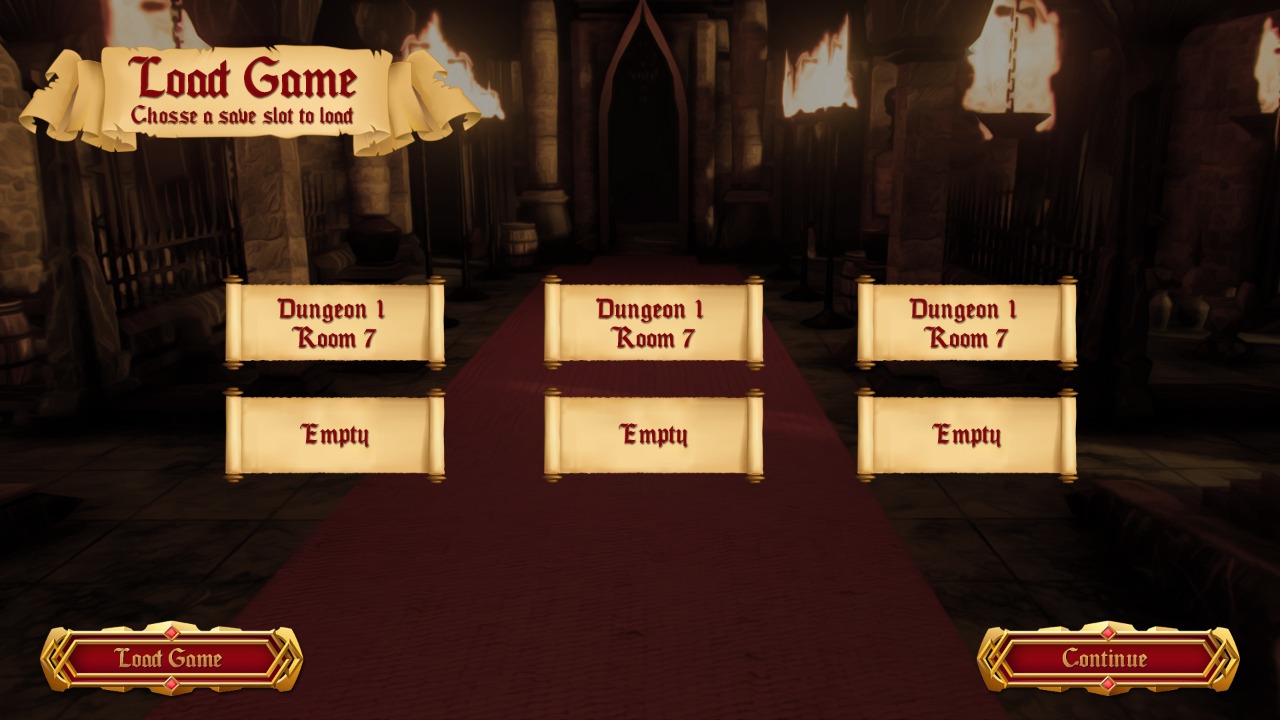 Load Game
Chosse a save slot to load
Dungeon 1
Room 7
Dungeon 1
Room 7
Dungeon 1
Room 7
Empty
Empty
Empty
Load Game
Continue